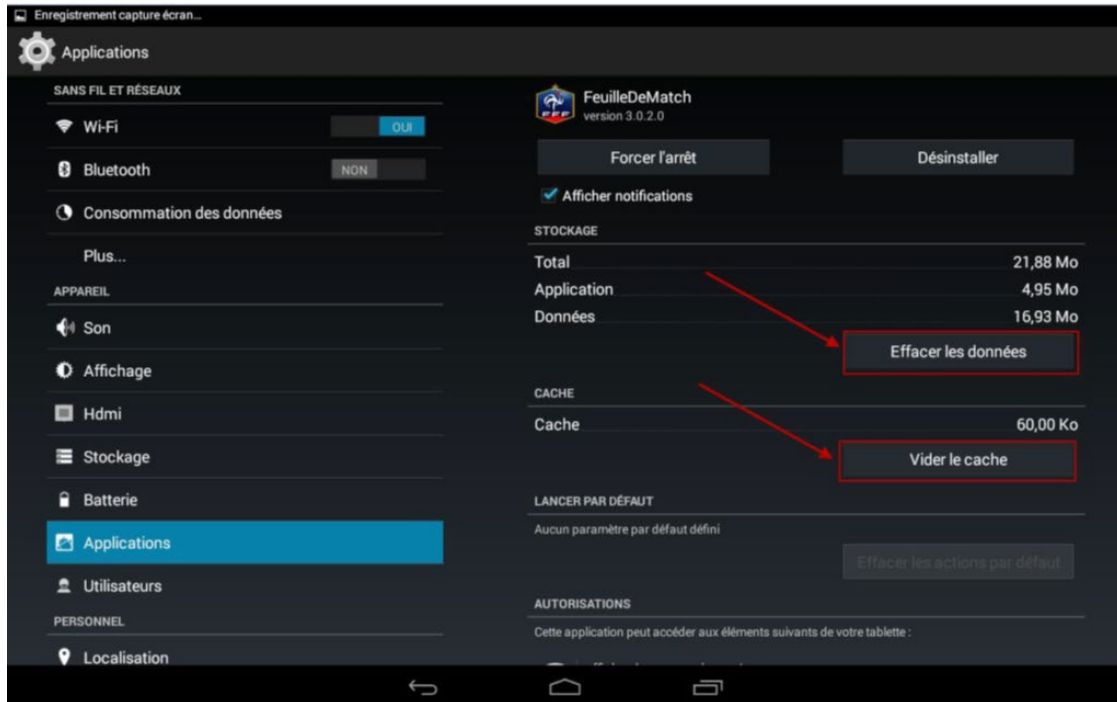 Enregistrement capture écran...
Applications
SANS FIL ET RÉSEAUX
Wi-Fi
OUI
Bluetooth
NON
Consommation des données
Plus...
APPAREIL
Son
Affichage
Hdmi
Stockage
Batterie
Applications
Utilisateurs
PERSONNEL
Localisation
FeuilleDeMatch
version 3.0.2.0
Forcer l'arrêt
Désinstaller
Afficher notifications
STOCKAGE
Total 21,88 Mo
Application 4,95 Mo
Données 16,93 Mo
Effacer les données
CACHE
Cache 60,00 Ko
Vider le cache
LANCER PAR DÉFAUT
Aucun paramètre par défaut défini
Effacer les actions par défaut
AUTORISATIONS
Cette application peut accéder aux éléments suivants de votre tablette :